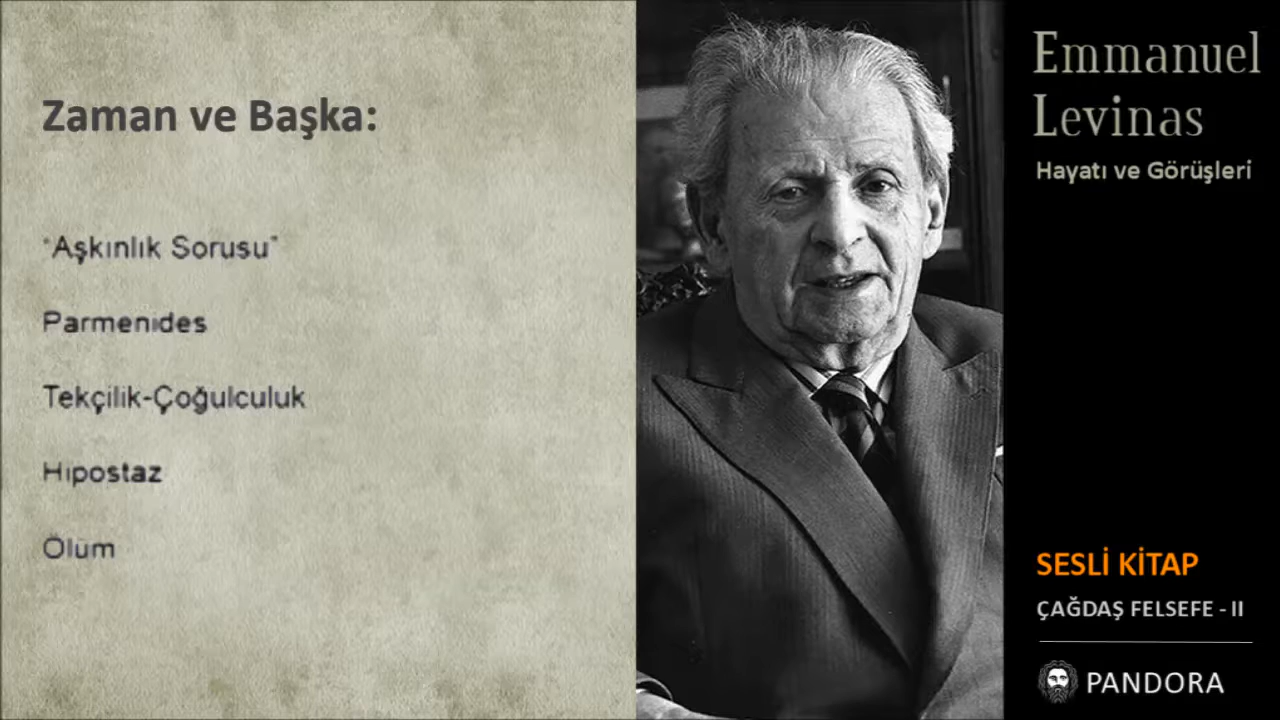 Zaman ve Başka:
"Aşkınlık Sorusu"
Parmenides
Tekçilik-Çoğulculuk
Hipostaz
Ölüm
Emmanuel
Levinas
Hayatı ve Görüşleri
SESLİ KİTAP
ÇAĞDAŞ FELSEFE - II
PANDORA